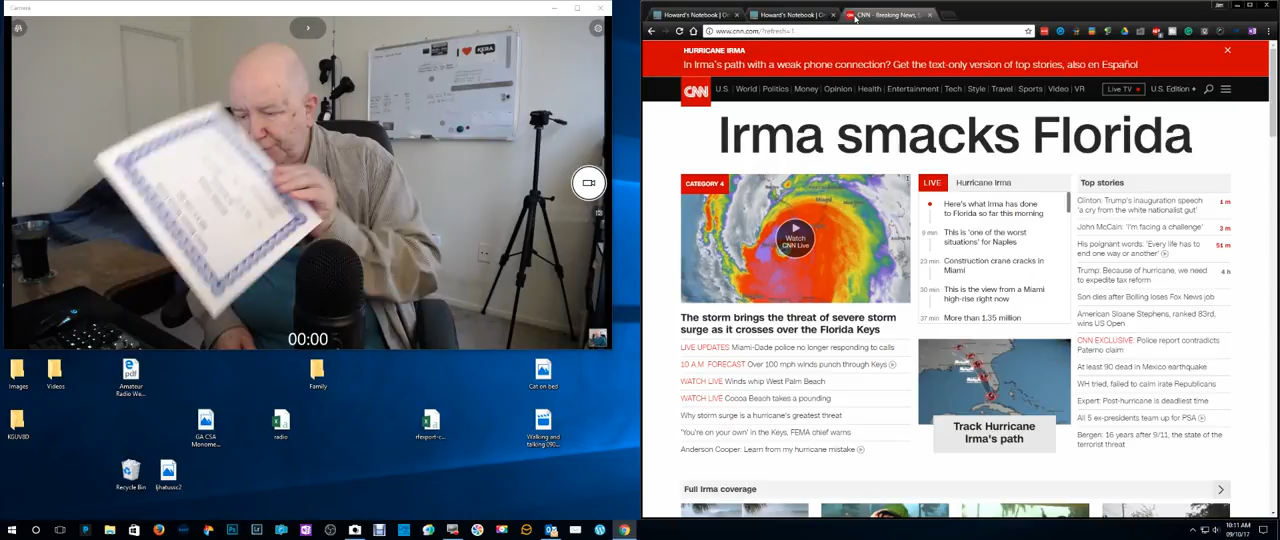 Camera
I ♥ KERA
00:00
Images
Videos
Amateur
Radio Wa...
Family
Cat on bed
KGUV8D
GA CSA
Monome...
radio
rfexport-c...
Walking and
talking 090...
Recycle Bin
ljhatussc2
Jim
Howard's Notebook | O
Howard's Notebook | O
CNN - Breaking News,
www.cnn.com/?refresh=1
HURRICANE IRMA
In Irma's path with a weak phone connection? Get the text-only version of top stories, also en Español
CNN
U.S. World Politics Money Opinion Health Entertainment Tech Style Travel Sports Video VR
Live TV
U.S. Edition +
Irma smacks Florida
CATEGORY 4
Miami
Watch
CNN Live
The storm brings the threat of severe storm
surge as it crosses over the Florida Keys
LIVE UPDATES Miami-Dade police no longer responding to calls
10 A.M. FORECAST Over 100 mph winds punch through Keys
WATCH LIVE Winds whip West Palm Beach
WATCH LIVE Cocoa Beach takes a pounding
Why storm surge is a hurricane's greatest threat
'You're on your own' in the Keys, FEMA chief warns
Anderson Cooper: Learn from my hurricane mistake
LIVE Hurricane Irma
Here's what Irma has done
to Florida so far this morning
9 min This is 'one of the worst
situations' for Naples
23 min Construction crane cracks in
Miami
30 min This is the view from a Miami
high-rise right now
37 min More than 1.35 million
Track Hurricane
Irma's path
Top stories
Clinton: Trump's inauguration speech
'a cry from the white nationalist gut' 1 m
John McCain: 'I'm facing a challenge' 3 m
His poignant words: 'Every life has to
end one way or another' 51 m
Trump: Because of hurricane, we need
to expedite tax reform 4 h
Son dies after Bolling loses Fox News job
American Sloane Stephens, ranked 83rd,
wins US Open
CNN EXCLUSIVE: Police report contradicts
Paterno claim
At least 90 dead in Mexico earthquake
WH tried, failed to calm irate Republicans
Expert: Post-hurricane is deadliest time
All 5 ex-presidents team up for PSA
Bergen: 16 years after 9/11, the state of the
terrorist threat
Full Irma coverage
10:11 AM
09/10/17